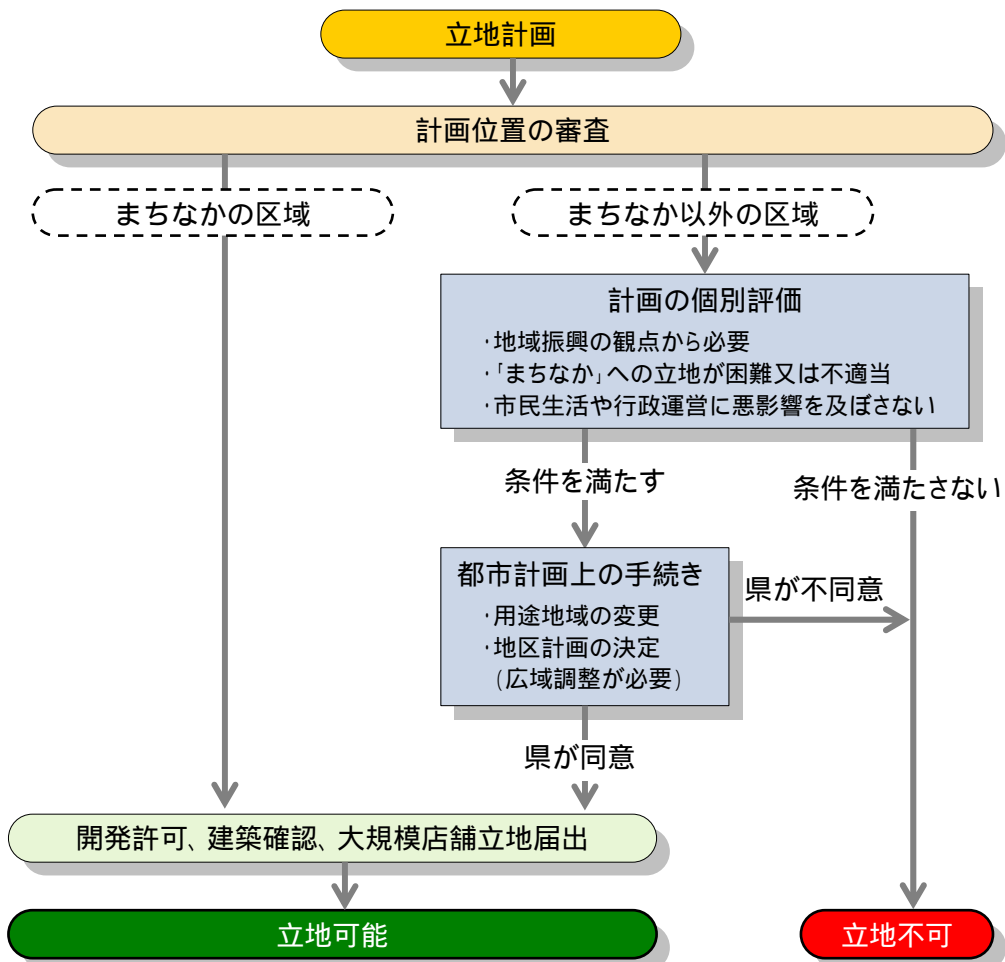 立地計画
計画位置の審査
まちなかの区域
まちなか以外の区域
計画の個別評価
・地域振興の観点から必要
・「まちなか」への立地が困難又は不適当
・市民生活や行政運営に悪影響を及ぼさない
条件を満たす
条件を満たさない
都市計画上の手続き
・用途地域の変更
・地区計画の決定
(広域調整が必要)
県が不同意
県が同意
開発許可、建築確認、大規模店舗立地届出
立地可能
立地不可